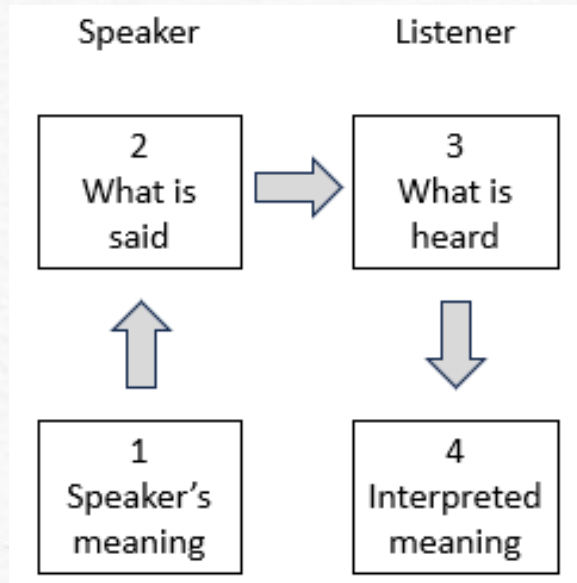 Speaker
Listener
2
What is
said
3
What is
heard
1
Speaker’s
meaning
4
Interpreted
meaning